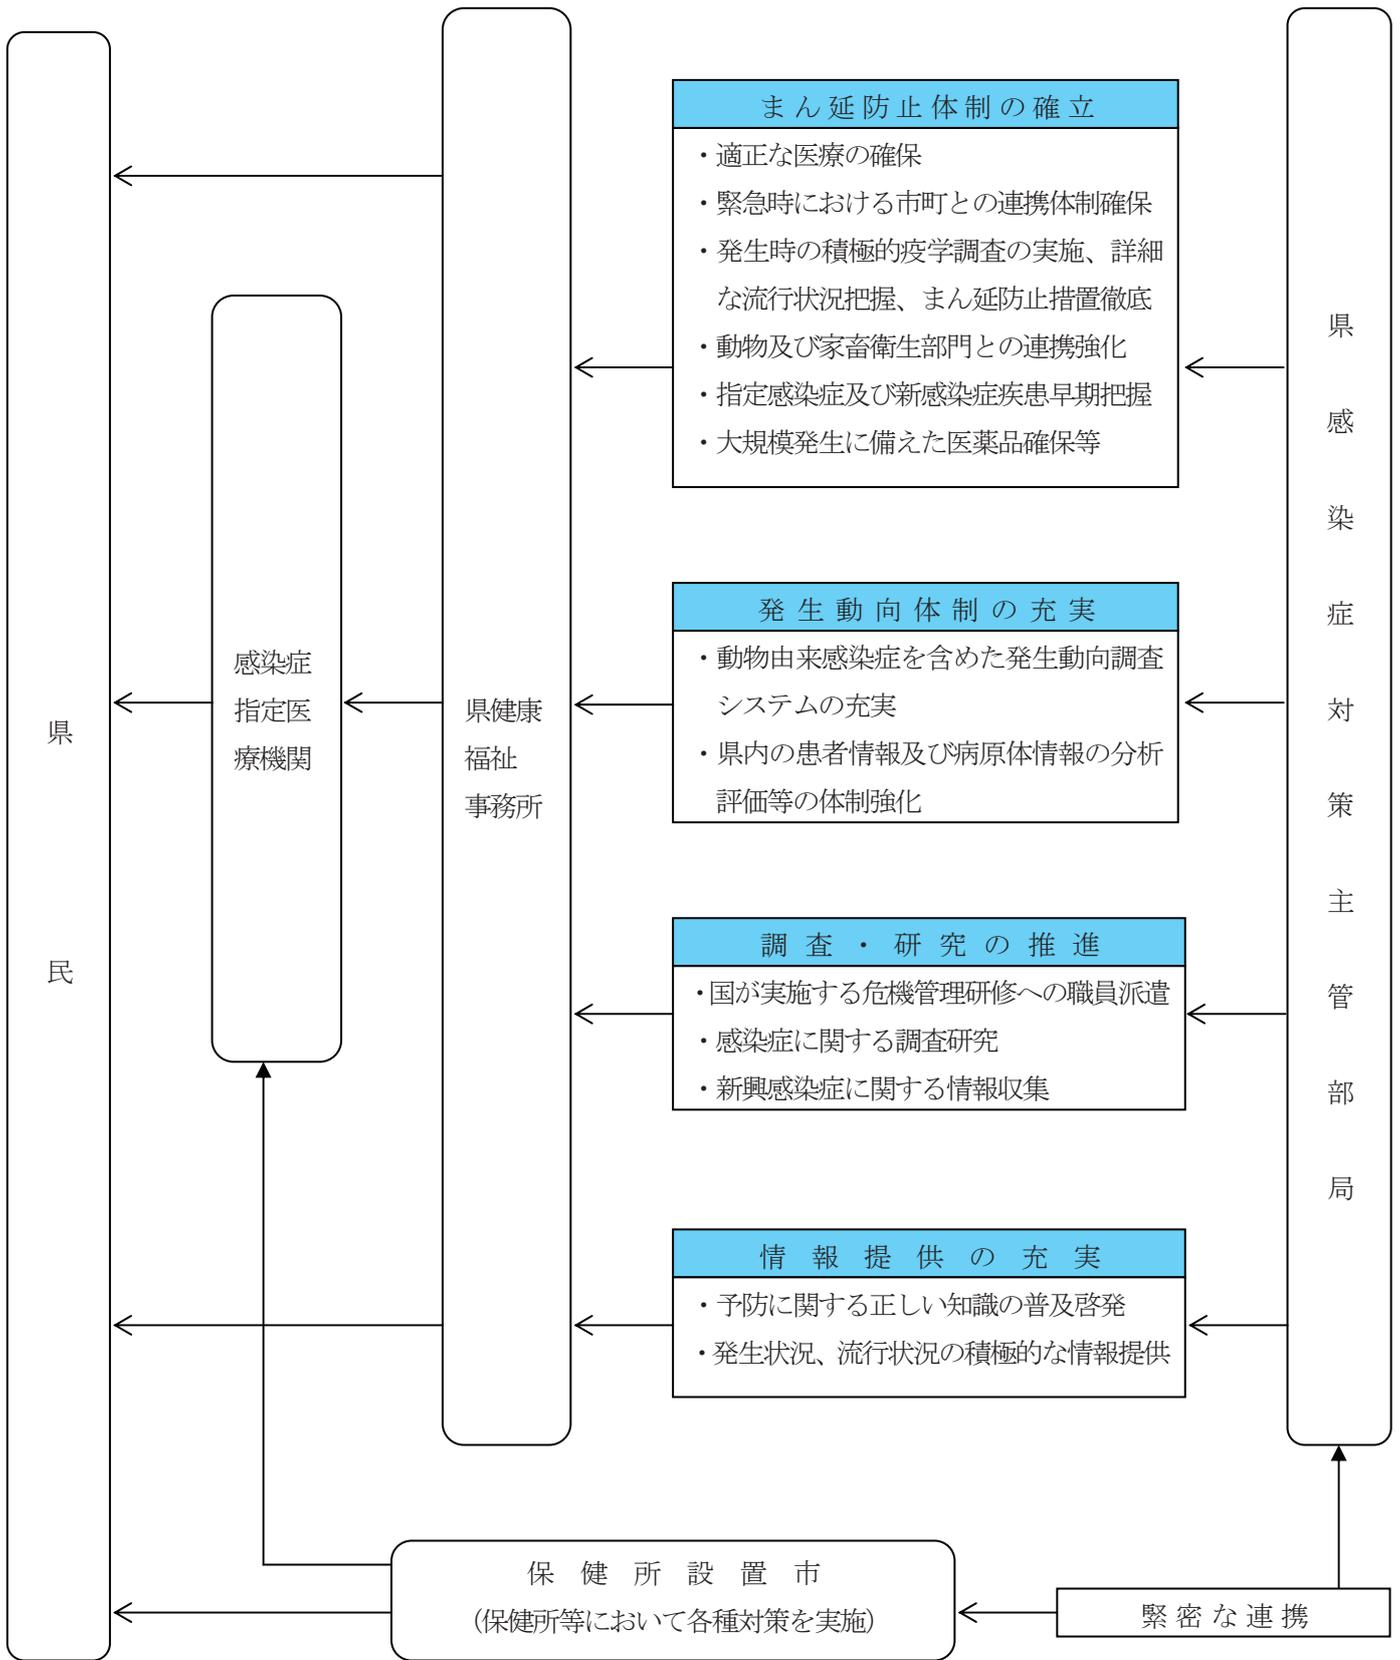 県民
感染症
指定医
療機関
県健康
福祉
事務所
まん延防止体制の確立
・適正な医療の確保
・緊急時における市町との連携体制確保
・発生時の積極的疫学調査の実施、詳細
な流行状況把握、まん延防止措置徹底
・動物及び家畜衛生部門との連携強化
・指定感染症及び新感染症疾患早期把握
・大規模発生に備えた医薬品確保等
発生動向体制の充実
・動物由来感染症を含めた発生動向調査
システムの充実
・県内の患者情報及び病原体情報の分析
評価等の体制強化
調査・研究の推進
・国が実施する危機管理研修への職員派遣
・感染症に関する調査研究
・新興感染症に関する情報収集
情報提供の充実
・予防に関する正しい知識の普及啓発
・発生状況、流行状況の積極的な情報提供
県感染症対策主管部局
保健所設置市
(保健所等において各種対策を実施)
緊密な連携